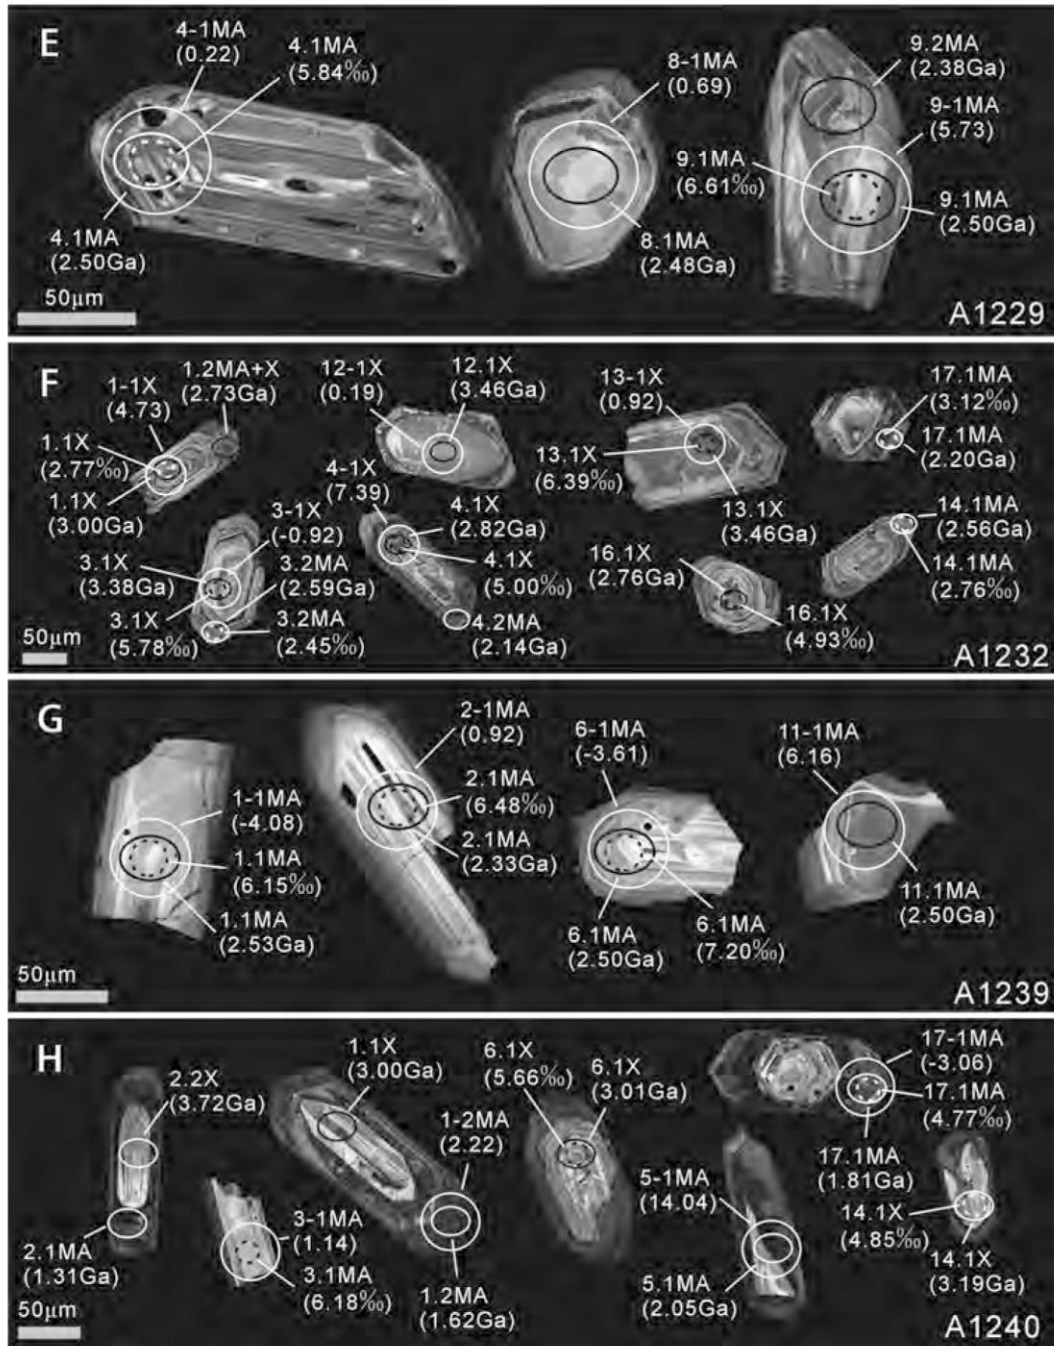 E
4-1MA
(0.22)
4.1MA
(5.84‰)
4.1MA
(2.50Ga)
8-1MA
(0.69)
8.1MA
(2.48Ga)
9.2MA
(2.38Ga)
9-1MA
(5.73)
9.1MA
(6.61‰)
9.1MA
(2.50Ga)
50μm
A1229
F
1.2MA+X
(2.73Ga)
1-1X
(4.73)
1.1X
(2.77‰)
1.1X
(3.00Ga)
12-1X
(0.19)
12.1X
(3.46Ga)
13-1X
(0.92)
13.1X
(6.39‰)
13.1X
(3.46Ga)
17.1MA
(3.12‰)
17.1MA
(2.20Ga)
3-1X
(-0.92)
3.1X
(3.38Ga)
3.1X
(5.78‰)
3.2MA
(2.59Ga)
3.2MA
(2.45‰)
4-1X
(7.39)
4.1X
(2.82Ga)
4.1X
(5.00‰)
4.2MA
(2.14Ga)
16.1X
(2.76Ga)
16.1X
(4.93‰)
14.1MA
(2.56Ga)
14.1MA
(2.76‰)
50μm
A1232
G
1-1MA
(-4.08)
1.1MA
(6.15‰)
1.1MA
(2.53Ga)
2-1MA
(0.92)
2.1MA
(6.48‰)
2.1MA
(2.33Ga)
6-1MA
(-3.61)
6.1MA
(2.50Ga)
6.1MA
(7.20‰)
11-1MA
(6.16)
11.1MA
(2.50Ga)
50μm
A1239
H
2.2X
(3.72Ga)
2.1MA
(1.31Ga)
3-1MA
(1.14)
3.1MA
(6.18‰)
1.1X
(3.00Ga)
1-2MA
(2.22)
1.2MA
(1.62Ga)
6.1X
(5.66‰)
6.1X
(3.01Ga)
5-1MA
(14.04)
5.1MA
(2.05Ga)
17-1MA
(-3.06)
17.1MA
(4.77‰)
17.1MA
(1.81Ga)
14.1X
(4.85‰)
14.1X
(3.19Ga)
50μm
A1240